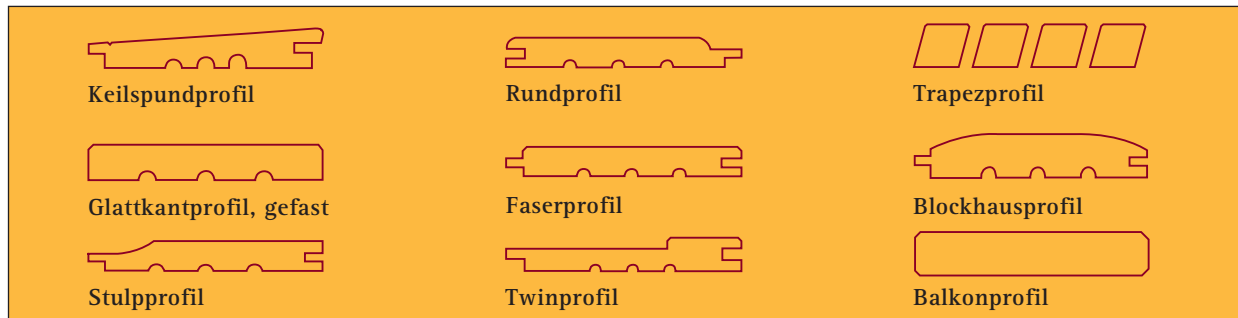 Keilspundprofil
Rundprofil
Trapezprofil
Glattkantprofil, gefast
Faserprofil
Blockhausprofil
Stulpprofil
Twinprofil
Balkonprofil